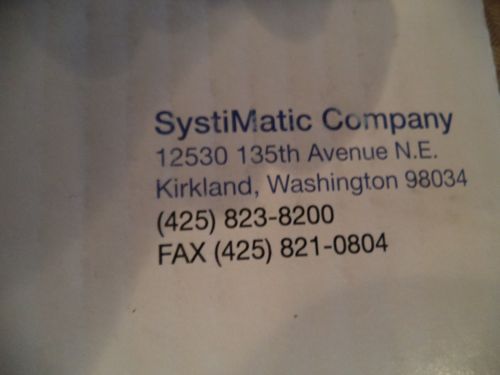 SystiMatic Company
12530 135th Avenue N.E.
Kirkland, Washington 98034
(425) 823-8200
FAX (425) 821-0804